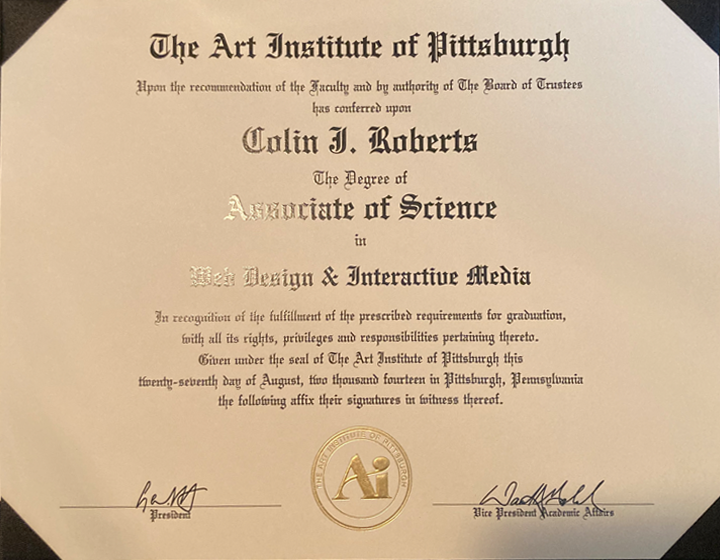 The Art Institute of Pittsburgh
Upon the recommendation of the Faculty and by authority of The Board of Trustees
has conferred upon
Colin J. Roberts
The Degree of
Associate of Science
in
Web Design & Interactive Media
In recognition of the fulfillment of the prescribed requirements for graduation,
with all its rights, privileges and responsibilities pertaining thereto.
Given under the seal of The Art Institute of Pittsburgh this
twenty-seventh day of August, two thousand fourteen in Pittsburgh, Pennsylvania
the following affix their signatures in witness thereof.
THE ART INSTITUTE OF PITTSBURGH
Ai
President
Vice President Academic Affairs